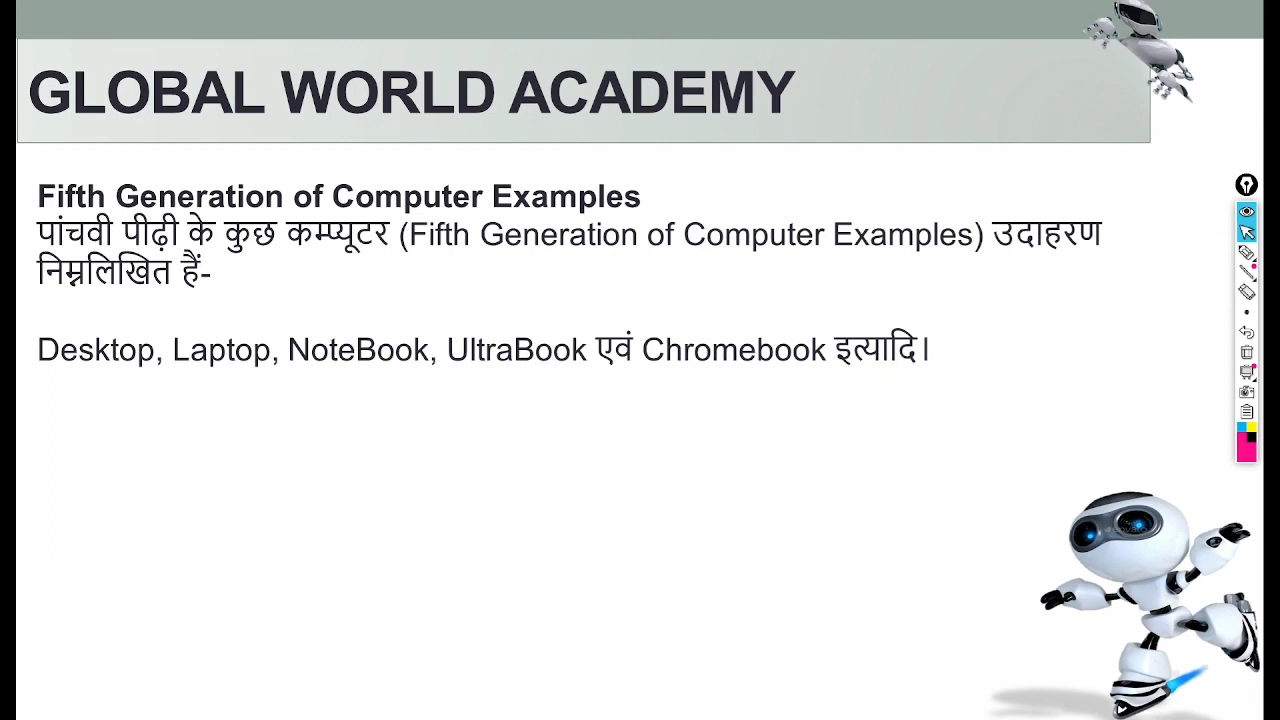 GLOBAL WORLD ACADEMY
Fifth Generation of Computer Examples
पांचवी पीढ़ी के कुछ कम्प्यूटर (Fifth Generation of Computer Examples) उदाहरण
निम्नलिखित हैं-
Desktop, Laptop, NoteBook, UltraBook एवं Chromebook इत्यादि।